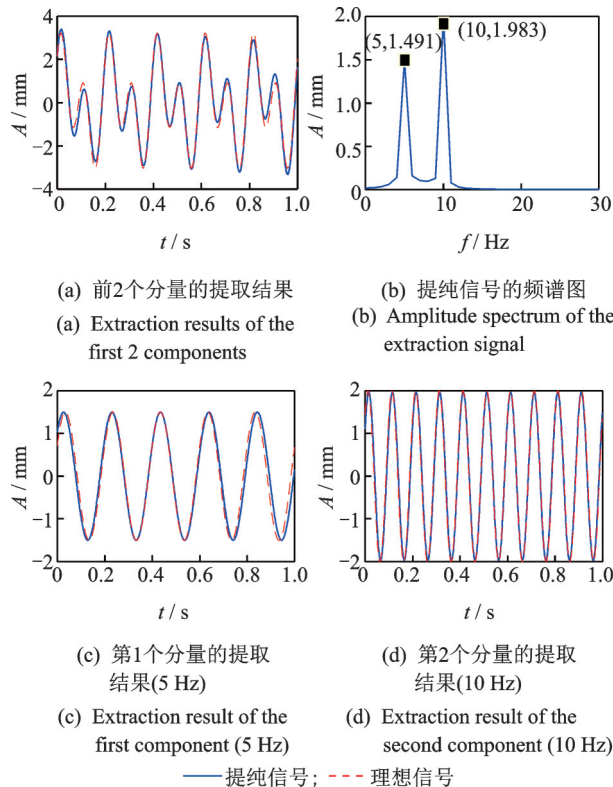 4
2
0
−2
−4
A / mm
0 0.2 0.4 0.6 0.8 1.0
t / s
2.0
1.5
1.0
0.5
0
A / mm
(5,1.491)
(10,1.983)
0 10 20 30
f / Hz
(a) 前2个分量的提取结果
(a) Extraction results of the
first 2 components
(b) 提纯信号的频谱图
(b) Amplitude spectrum of the
extraction signal
2
1
0
−1
−2
A / mm
0 0.2 0.4 0.6 0.8 1.0
t / s
2
1
0
−1
−2
A / mm
0 0.2 0.4 0.6 0.8 1.0
t / s
(c) 第1个分量的提取
结果(5 Hz)
(c) Extraction result of the
first component (5 Hz)
(d) 第2个分量的提取
结果(10 Hz)
(d) Extraction result of the
second component (10 Hz)
提纯信号; 理想信号